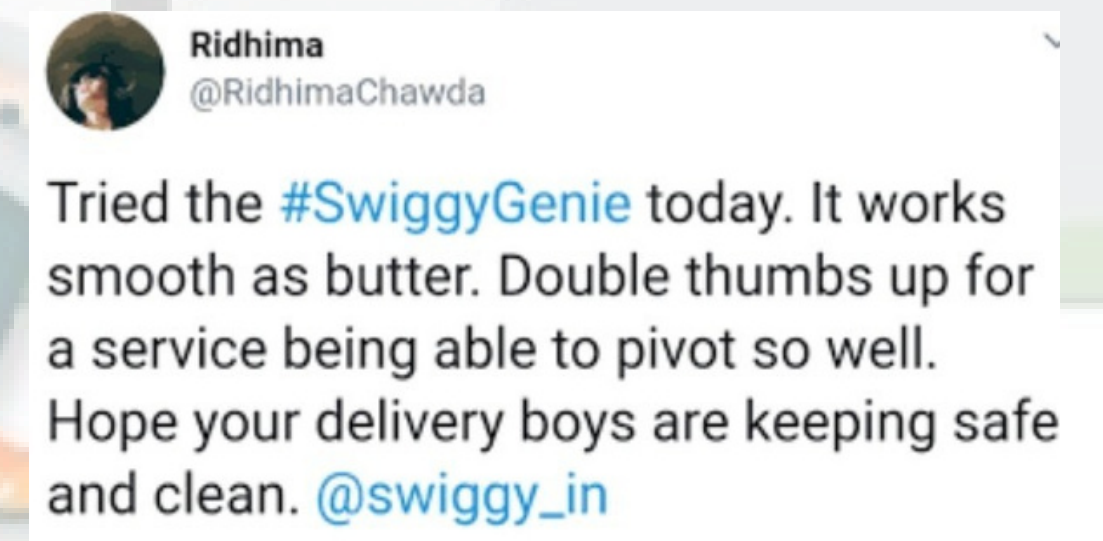 Ridhima
@RidhimaChawda
Tried the #SwiggyGenie today. It works
smooth as butter. Double thumbs up for
a service being able to pivot so well.
Hope your delivery boys are keeping safe
and clean. @swiggy_in